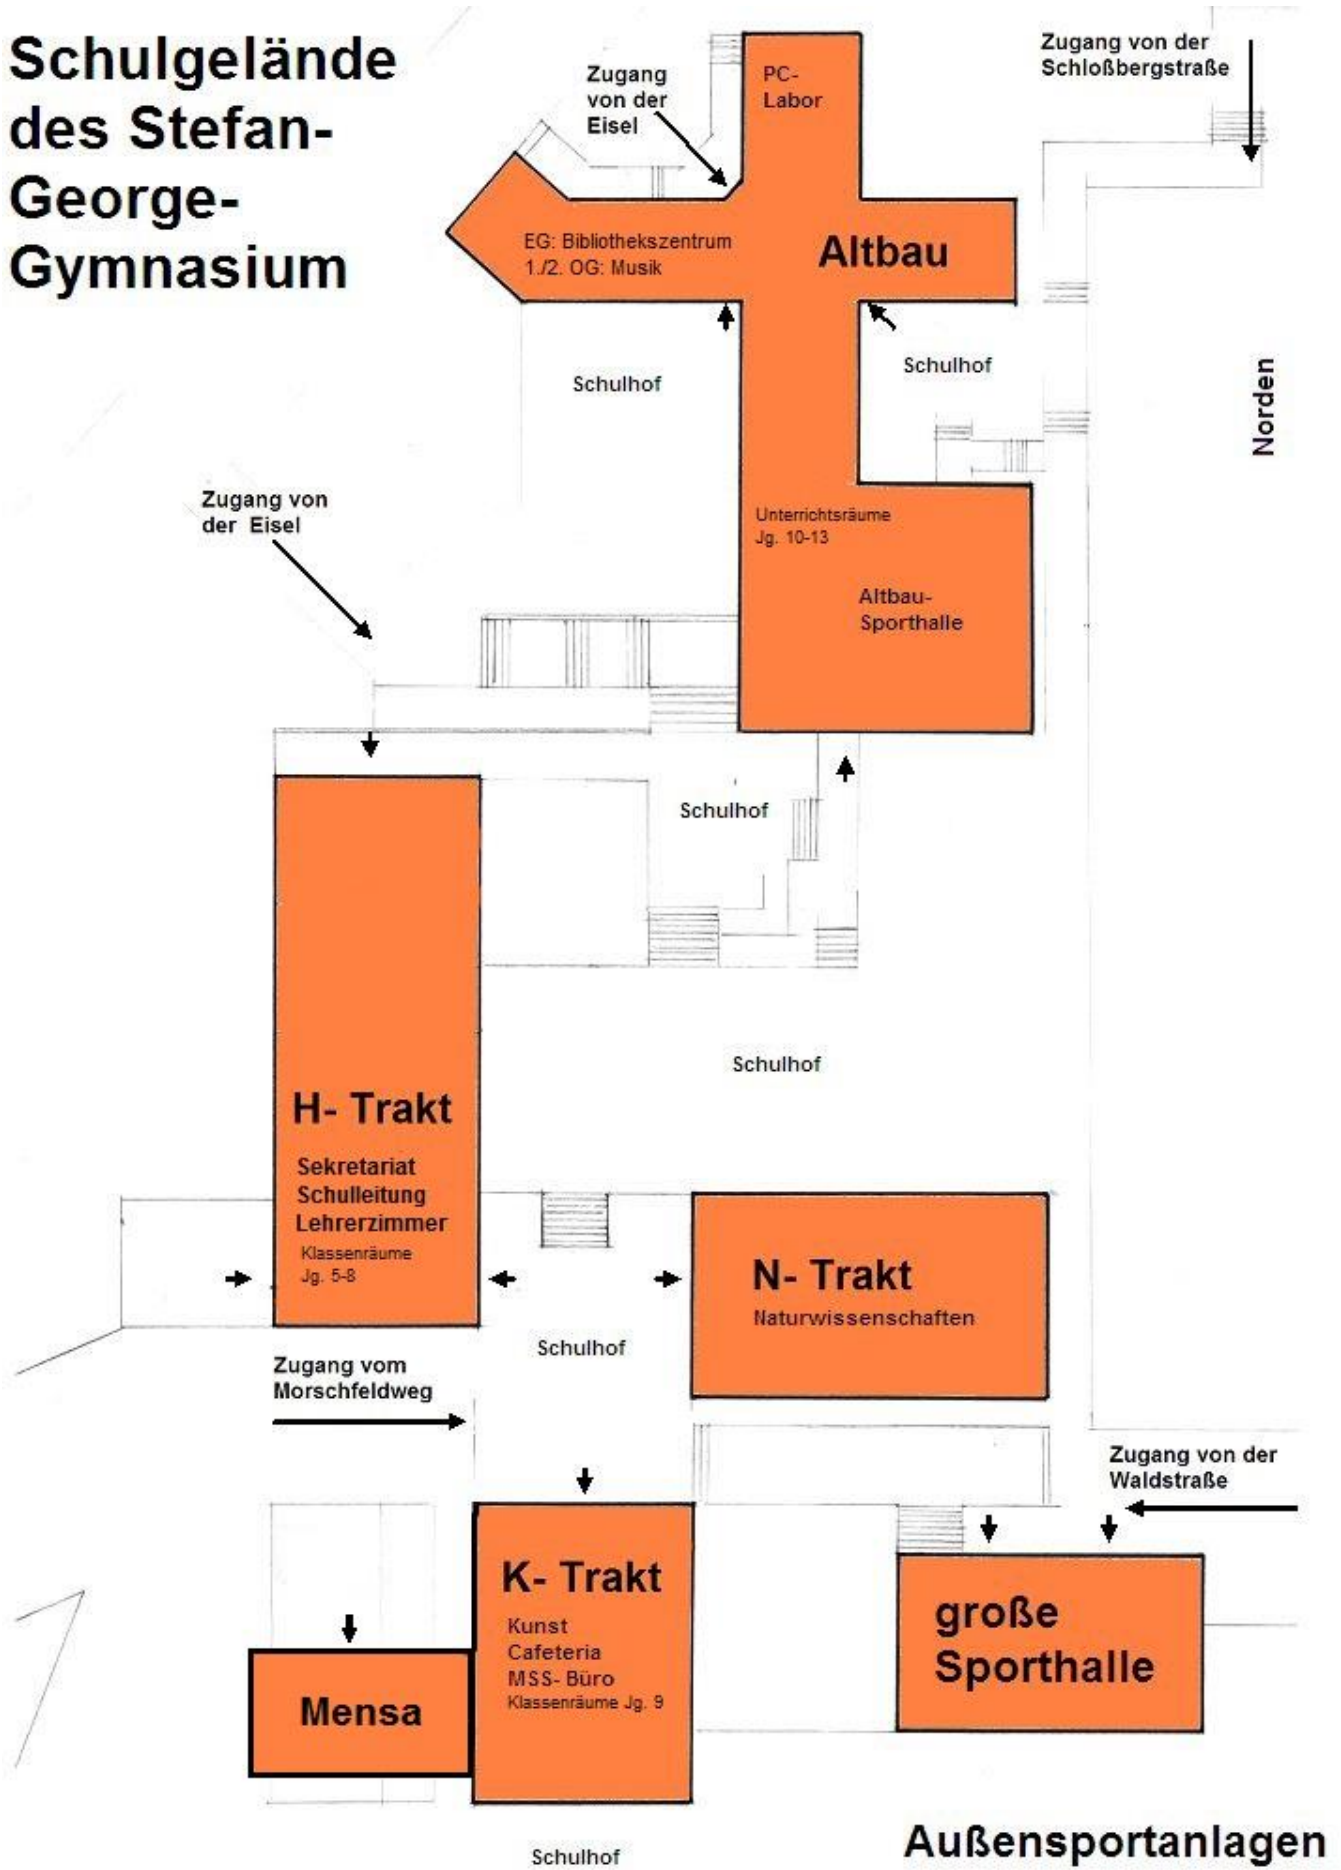 Schulgelände
des Stefan-
George-
Gymnasium
Zugang
von der
Eisel
PC-
Labor
Zugang von der
Schloßbergstraße
EG: Bibliothekszentrum
1./2. OG: Musik
Altbau
Schulhof
Schulhof
Norden
Zugang von
der Eisel
Unterrichtsräume
Jg. 10-13
Altbau-
Sporthalle
Schulhof
Schulhof
H- Trakt
Sekretariat
Schulleitung
Lehrerzimmer
Klassenräume
Jg. 5-8
N- Trakt
Naturwissenschaften
Schulhof
Zugang vom
Morschfeldweg
Zugang von der
Waldstraße
K- Trakt
Kunst
Cafeteria
MSS- Büro
Klassenräume Jg. 9
große
Sporthalle
Mensa
Außensportanlagen
Schulhof